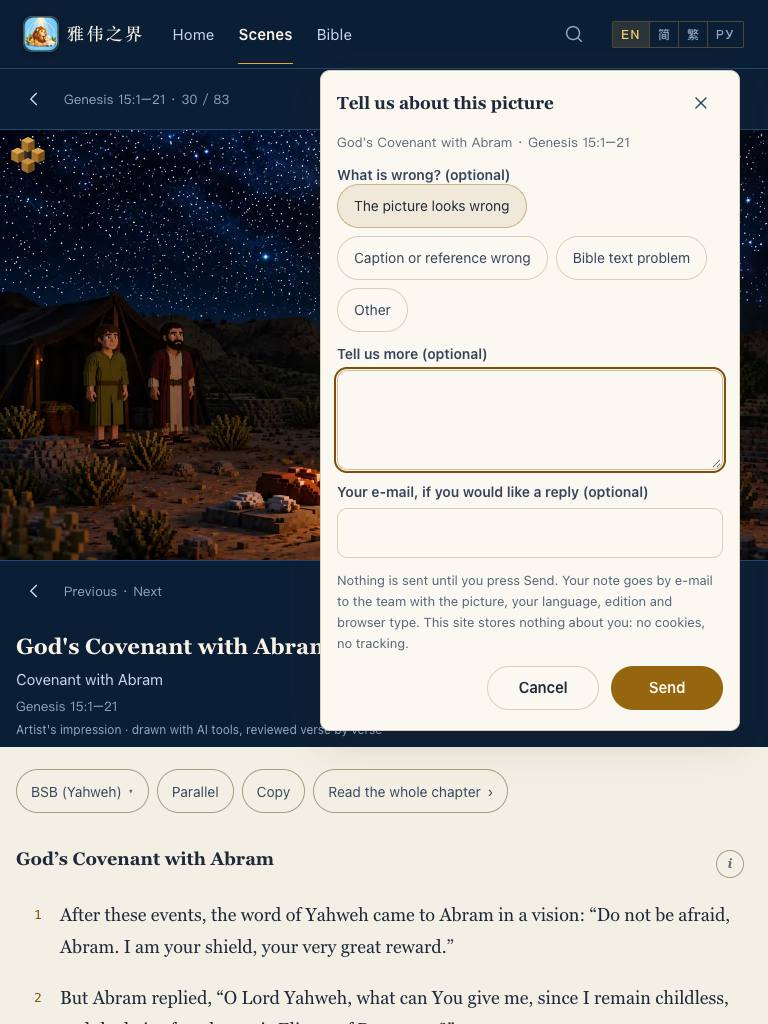 雅伟之界 Home Scenes Bible EN 简 繁 РУ
Genesis 15:1–21 · 30 / 83
Tell us about this picture
God's Covenant with Abram · Genesis 15:1–21
What is wrong? (optional)
The picture looks wrong
Caption or reference wrong Bible text problem
Other
Tell us more (optional)
Your e-mail, if you would like a reply (optional)
Nothing is sent until you press Send. Your note goes by e-mail
to the team with the picture, your language, edition and
browser type. This site stores nothing about you: no cookies,
no tracking.
Cancel Send
Previous · Next
God's Covenant with Abram
Covenant with Abram
Genesis 15:1–21
Artist's impression · drawn with AI tools, reviewed verse by verse
BSB (Yahweh) Parallel Copy Read the whole chapter ›
God’s Covenant with Abram i
1 After these events, the word of Yahweh came to Abram in a vision: “Do not be afraid,
Abram. I am your shield, your very great reward.”
2 But Abram replied, “O Lord Yahweh, what can You give me, since I remain childless,